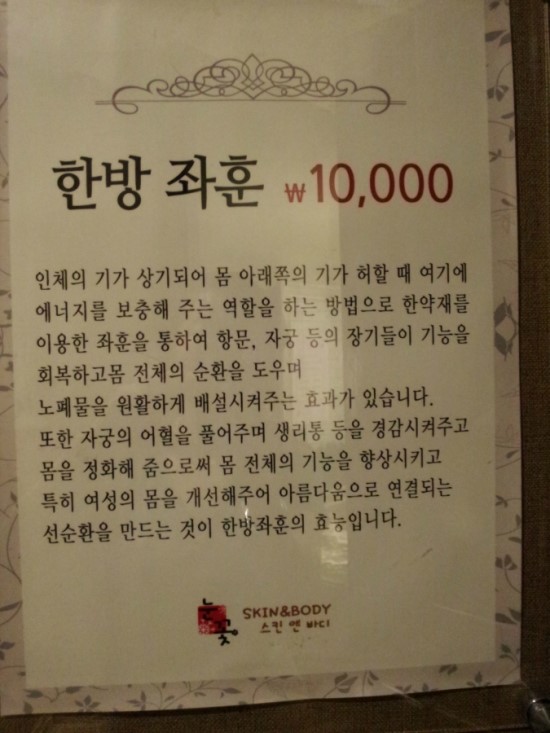 한방 좌훈 ₩10,000
인체의 기가 상기되어 몸 아래쪽의 기가 허할 때 여기에
에너지를 보충해 주는 역할을 하는 방법으로 한약재를
이용한 좌훈을 통하여 항문, 자궁 등의 장기들이 기능을
회복하고몸 전체의 순환을 도우며
노폐물을 원활하게 배설시켜주는 효과가 있습니다.
또한 자궁의 어혈을 풀어주며 생리통 등을 경감시켜주고
몸을 정화해 줌으로써 몸 전체의 기능을 향상시키고
특히 여성의 몸을 개선해주어 아름다움으로 연결되는
선순환을 만드는 것이 한방좌훈의 효능입니다.
눈꽃 SKIN&BODY
스킨 앤 바디